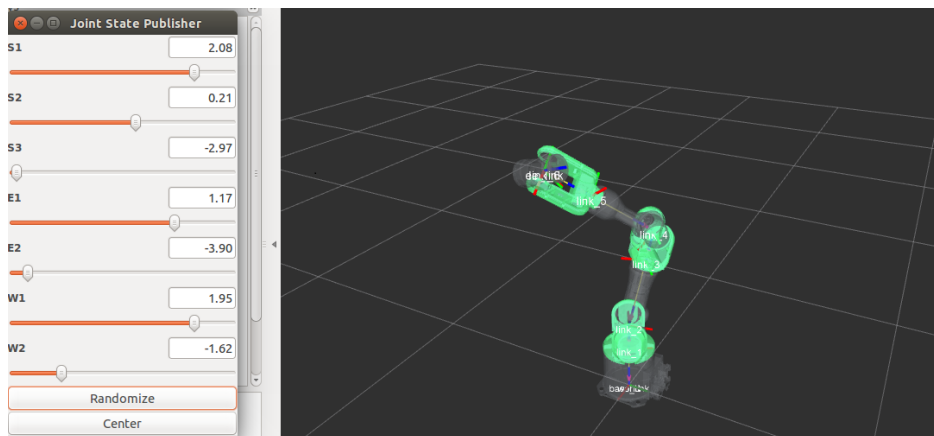 Joint State Publisher
S1
2.08
S2
0.21
S3
-2.97
E1
1.17
E2
-3.90
W1
1.95
W2
-1.62
Randomize
Center
link_5
link_4
link_3
link_2
link_1